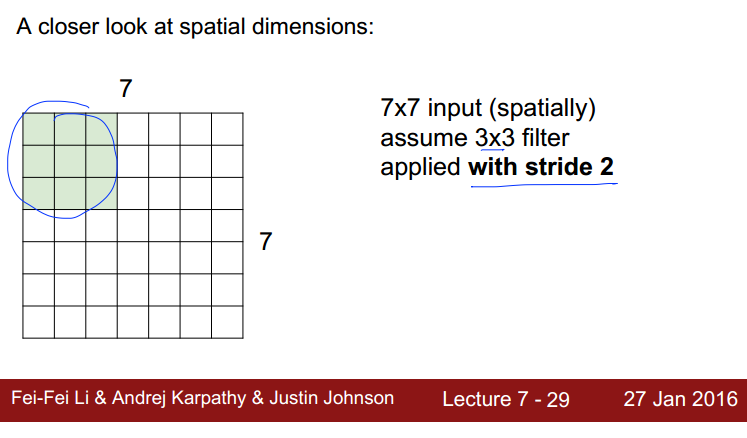 A closer look at spatial dimensions:
7
7x7 input (spatially)
assume 3x3 filter
applied with stride 2
7
Fei-Fei Li & Andrej Karpathy & Justin Johnson
Lecture 7 - 29
27 Jan 2016